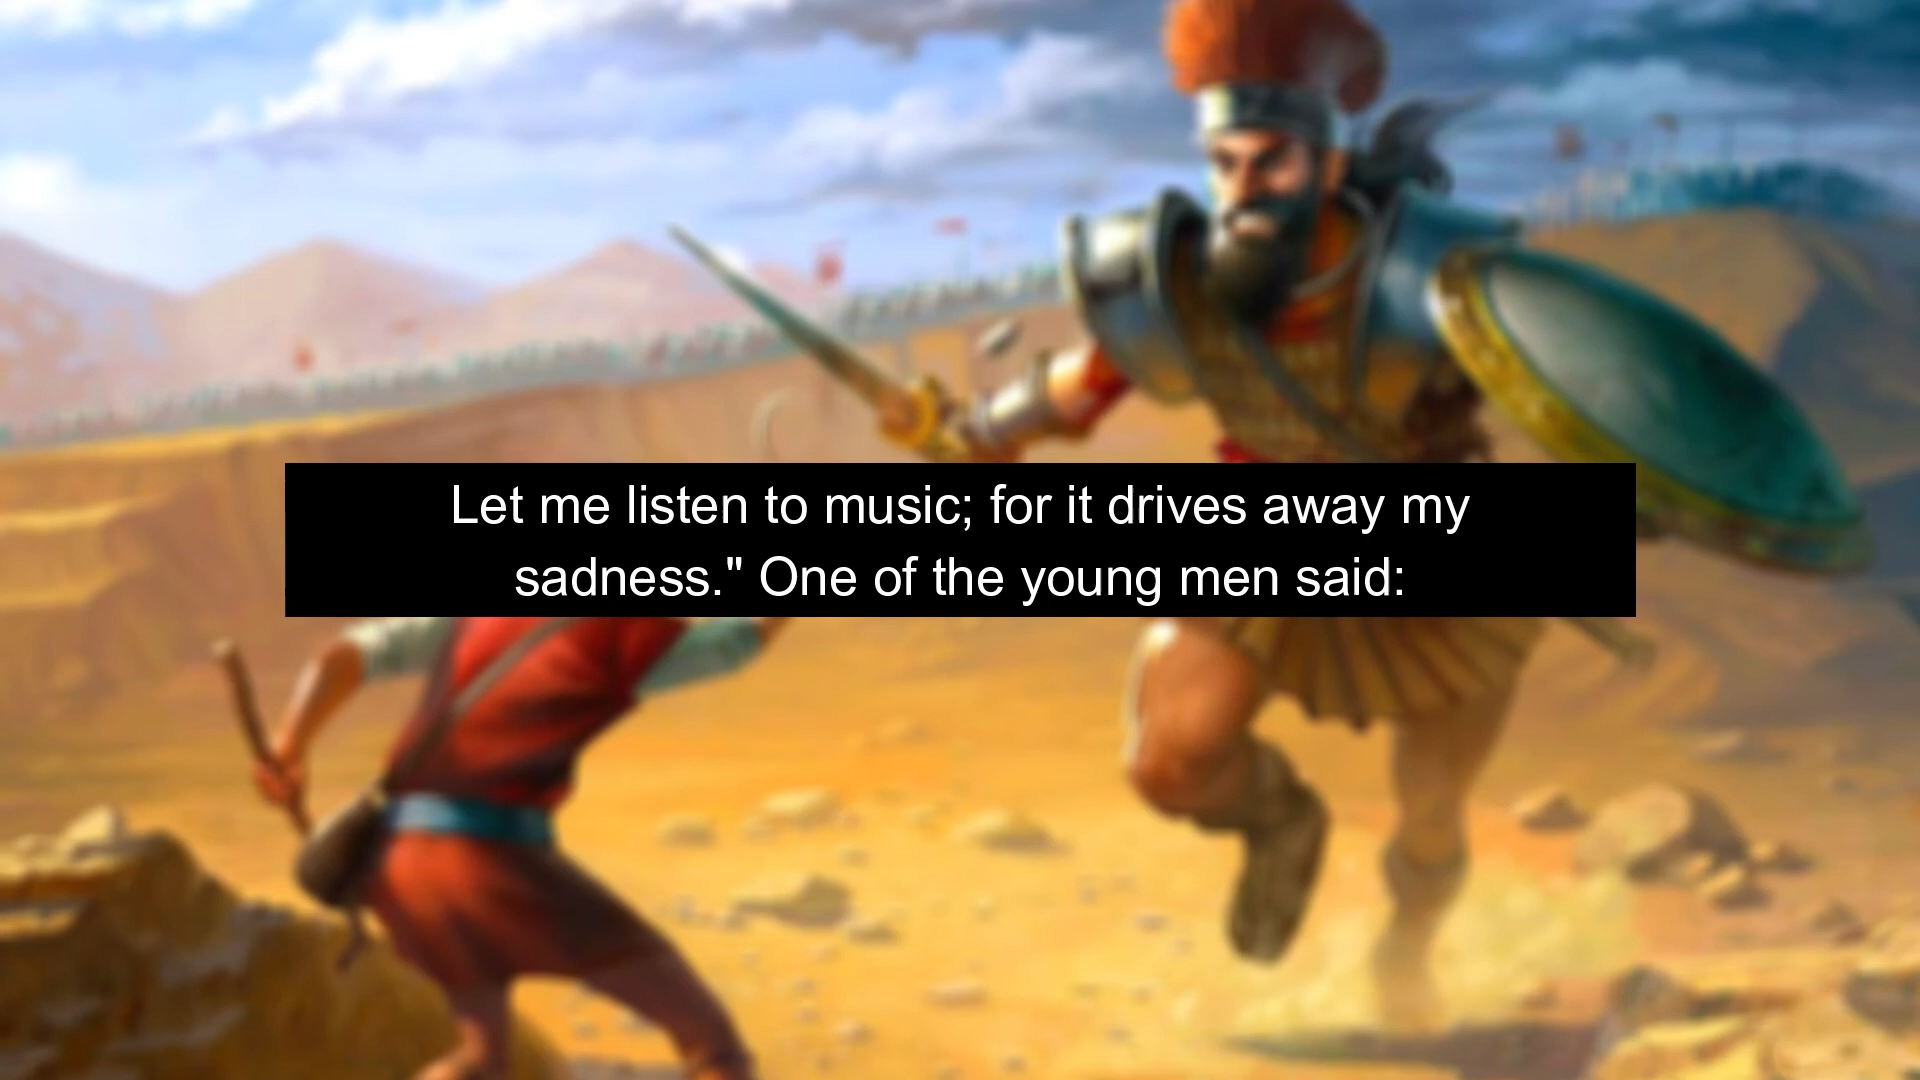 Let me listen to music; for it drives away my
sadness." One of the young men said: